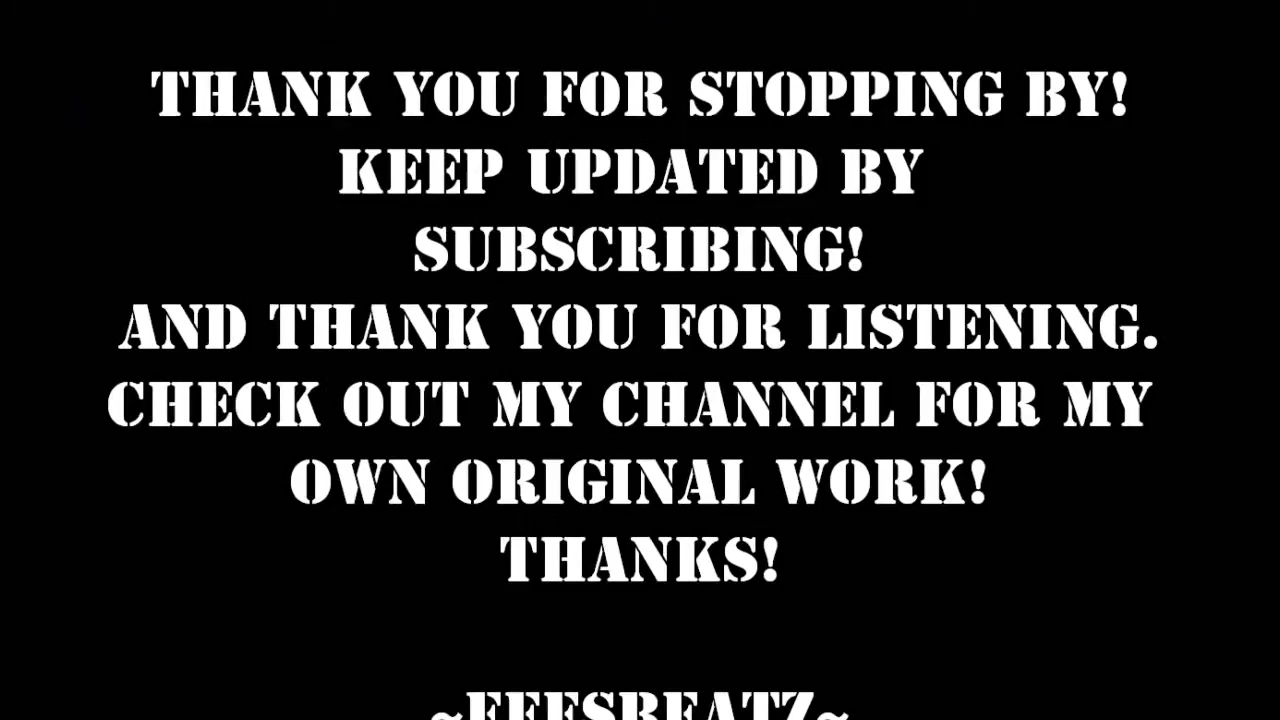 THANK YOU FOR STOPPING BY!
KEEP UPDATED BY
SUBSCRIBING!
AND THANK YOU FOR LISTENING.
CHECK OUT MY CHANNEL FOR MY
OWN ORIGINAL WORK!
THANKS!